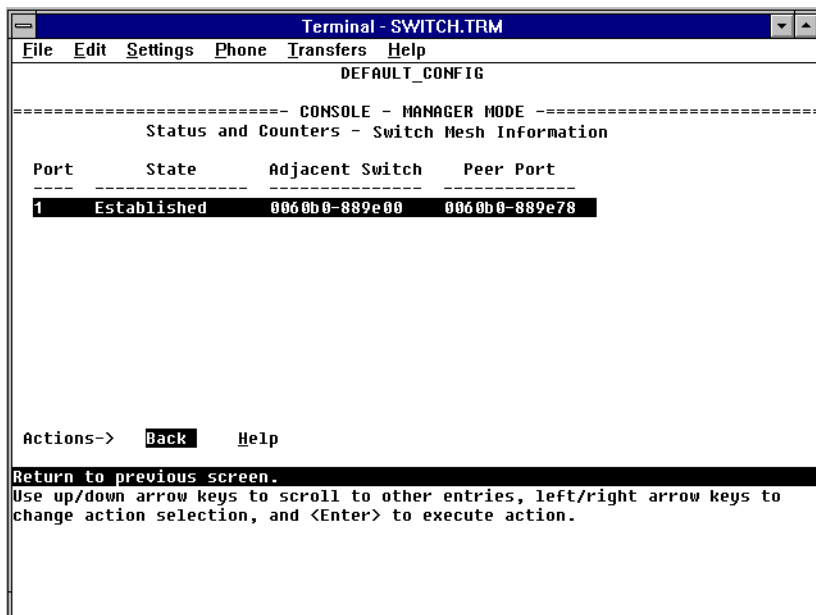 Terminal - SWITCH.TRM
File Edit Settings Phone Transfers Help
DEFAULT_CONFIG
===========================- CONSOLE - MANAGER MODE -===========================
Status and Counters - Switch Mesh Information
Port State Adjacent Switch Peer Port
---- --------------- --------------- -------------
1 Established 0060b0-889e00 0060b0-889e78
Actions-> Back Help
Return to previous screen.
Use up/down arrow keys to scroll to other entries, left/right arrow keys to
change action selection, and <Enter> to execute action.